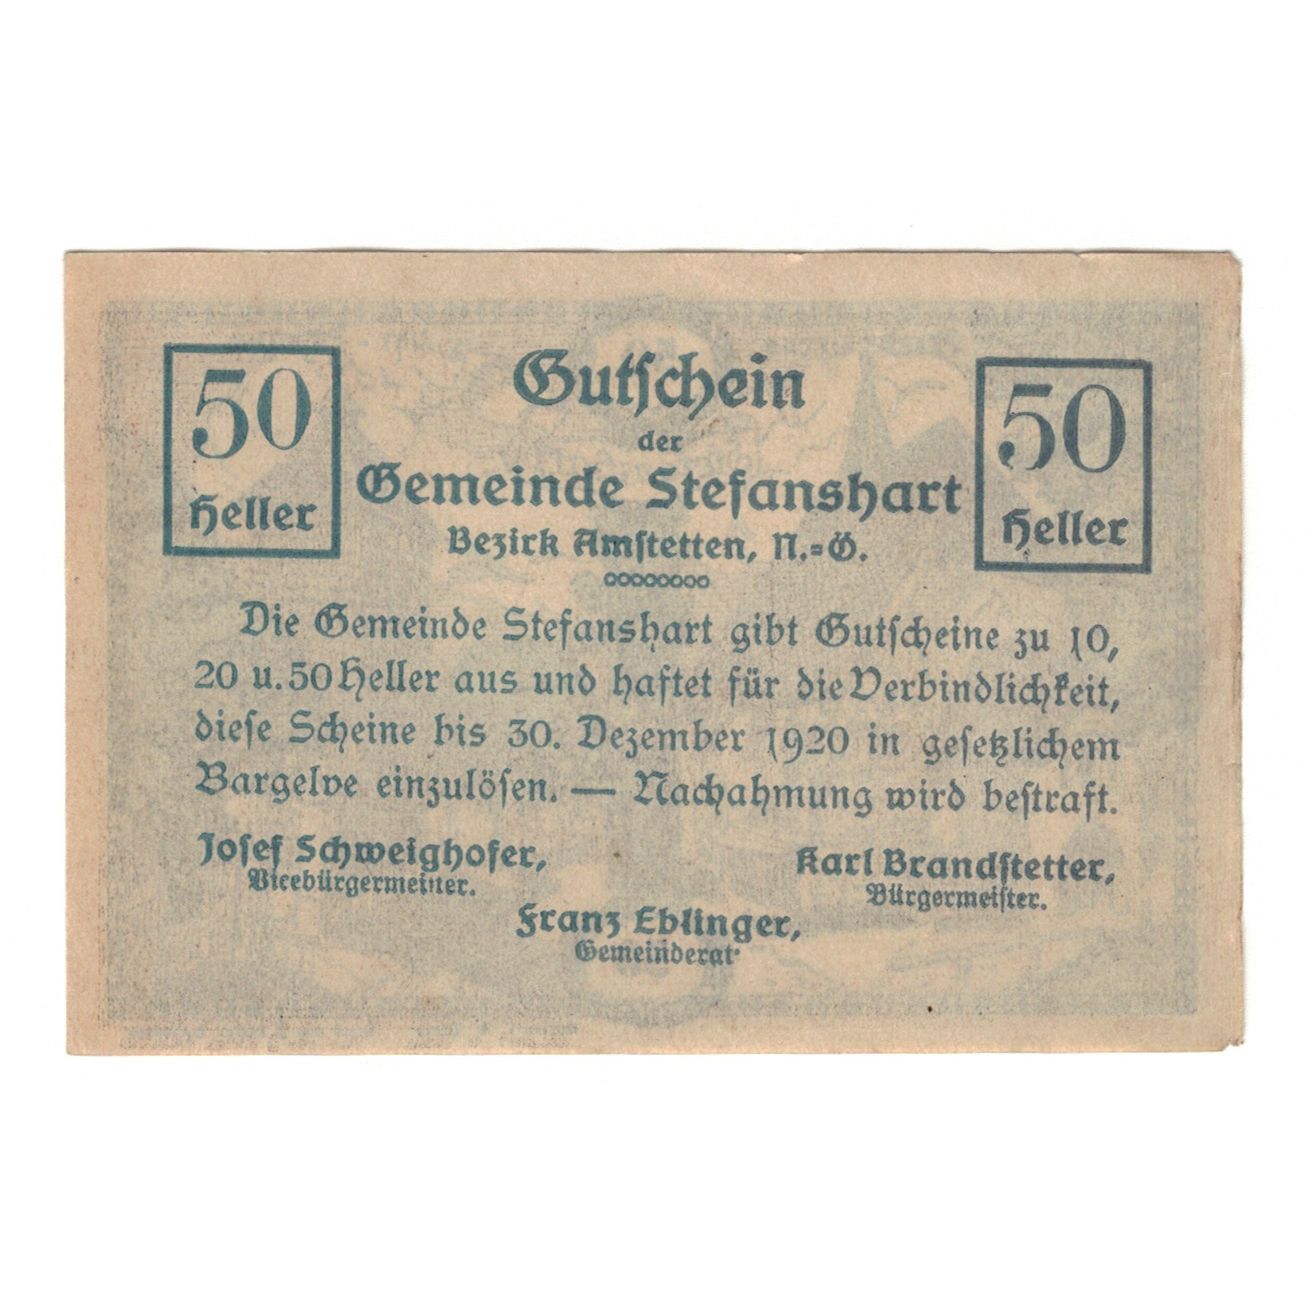 50
Heller
Gutschein
der
Gemeinde Stefanshart
Bezirk Amstetten, N.=Ö.
50
Heller
Die Gemeinde Stefanshart gibt Gutscheine zu 10,
20 u. 50 Heller aus und haftet für die Verbindlichkeit,
diese Scheine bis 30. Dezember 1920 in gesetzlichem
Bargelde einzulösen. — Nachahmung wird bestraft.
Josef Schweighofer,
Vicebürgermeister.
Karl Brandstetter,
Bürgermeister.
Franz Eblinger,
Gemeinderat